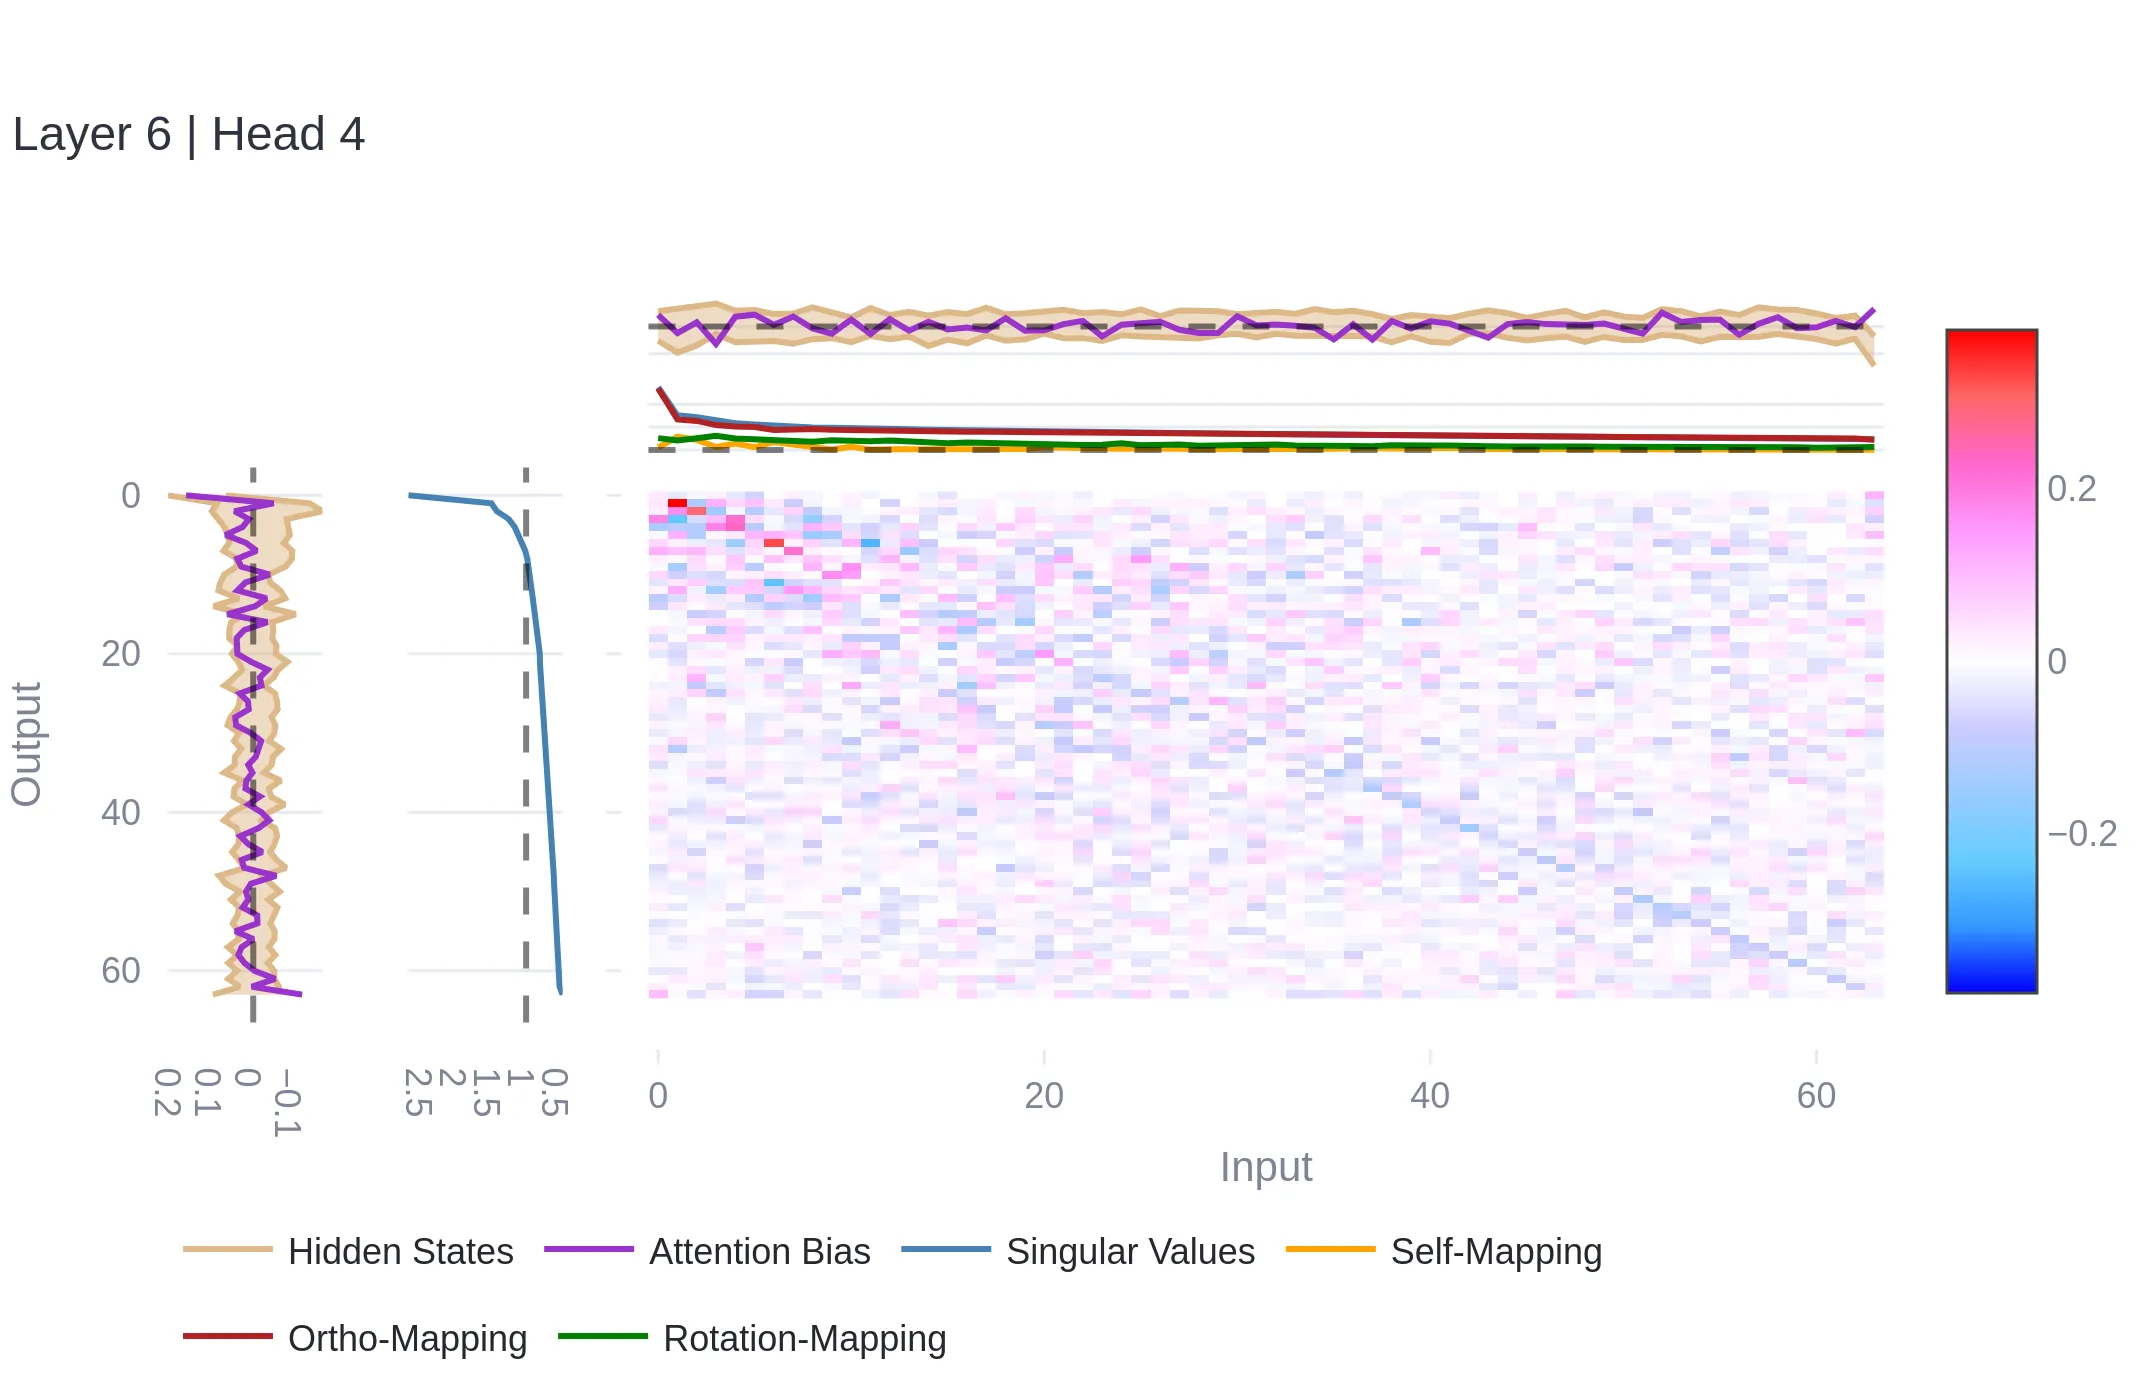 Layer 6 | Head 4
0
20
40
60
Output
0.2
0.1
0
−0.1
2.5
2
1.5
1
0.5
0
20
40
60
Input
0.2
0
−0.2
Hidden States
Attention Bias
Singular Values
Self-Mapping
Ortho-Mapping
Rotation-Mapping